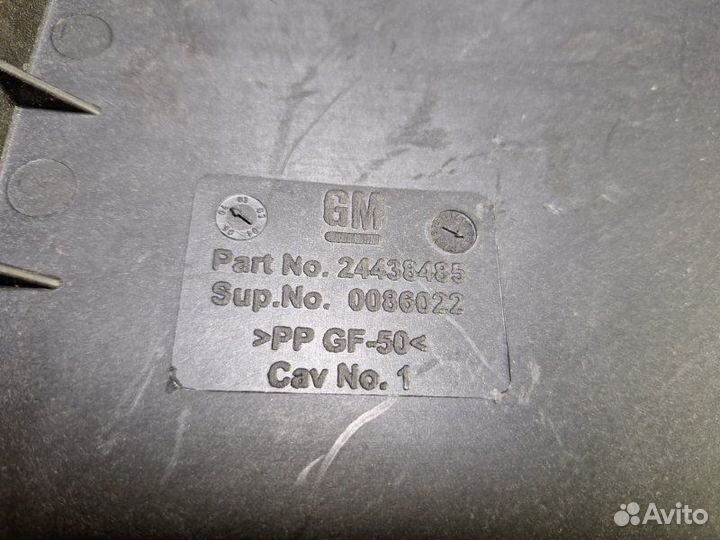 GM
Part No. 24438485
Sup.No. 0086022
>PP GF-50<
Cav No. 1
Avito